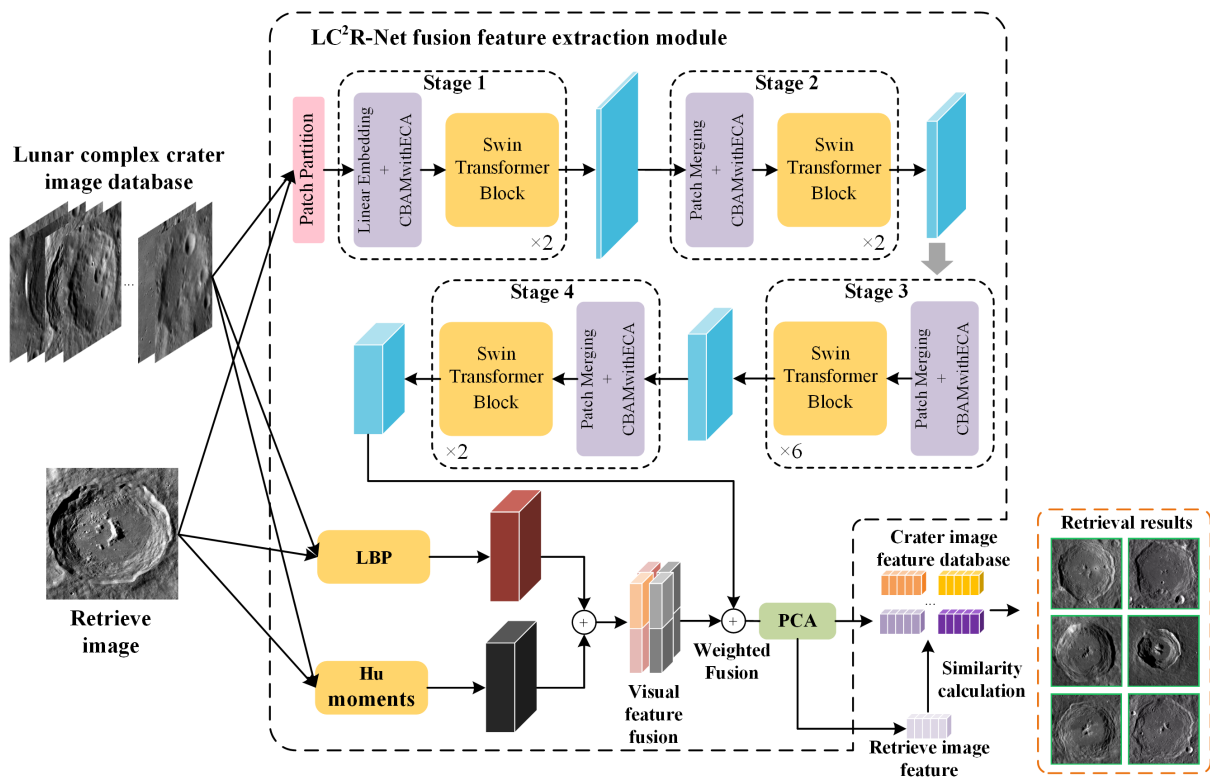 LC²R-Net fusion feature extraction module
Lunar complex crater
image database
...
Retrieve
image
Patch Partition
Stage 1
Linear Embedding
+
CBAMwithECA
Swin
Transformer
Block
×2
Stage 2
Patch Merging
+
CBAMwithECA
Swin
Transformer
Block
×2
Stage 3
Patch Merging
+
CBAMwithECA
Swin
Transformer
Block
×6
Stage 4
Patch Merging
+
CBAMwithECA
Swin
Transformer
Block
×2
LBP
Hu
moments
+
Visual
feature
fusion
+
Weighted
Fusion
PCA
Crater image
feature database
...
Similarity
calculation
Retrieve image
feature
Retrieval results